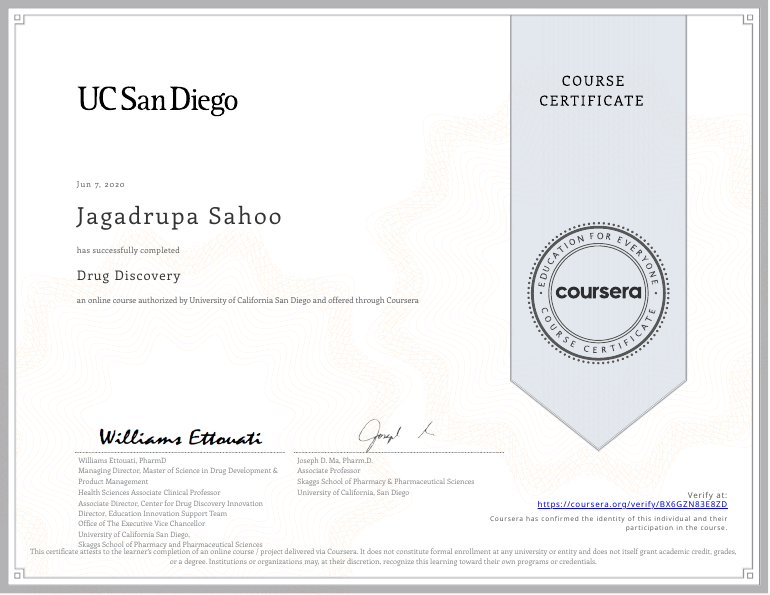 UC San Diego
COURSE
CERTIFICATE
Jun 7, 2020
Jagadrupa Sahoo
has successfully completed
Drug Discovery
an online course authorized by University of California San Diego and offered through Coursera
EDUCATION FOR EVERYONE
coursera
COURSE CERTIFICATE
Williams Ettouati
Joseph
Williams Ettouati, PharmD
Managing Director, Master of Science in Drug Development &
Product Management
Health Sciences Associate Clinical Professor
Associate Director, Center for Drug Discovery Innovation
Director, Education Innovation Support Team
Office of The Executive Vice Chancellor
University of California San Diego,
Skaggs School of Pharmacy and Pharmaceutical Sciences
Joseph D. Ma, Pharm.D.
Associate Professor
Skaggs School of Pharmacy & Pharmaceutical Sciences
University of California, San Diego
Verify at:
https://coursera.org/verify/BX6GZN83E8ZD
Coursera has confirmed the identity of this individual and their
participation in the course.
This certificate attests to the learner's completion of an online course / project delivered via Coursera. It does not constitute formal enrollment at any university or entity and does not itself grant academic credit, grades,
or a degree. Institutions or organizations may, at their discretion, recognize this learning toward their own programs or credentials.